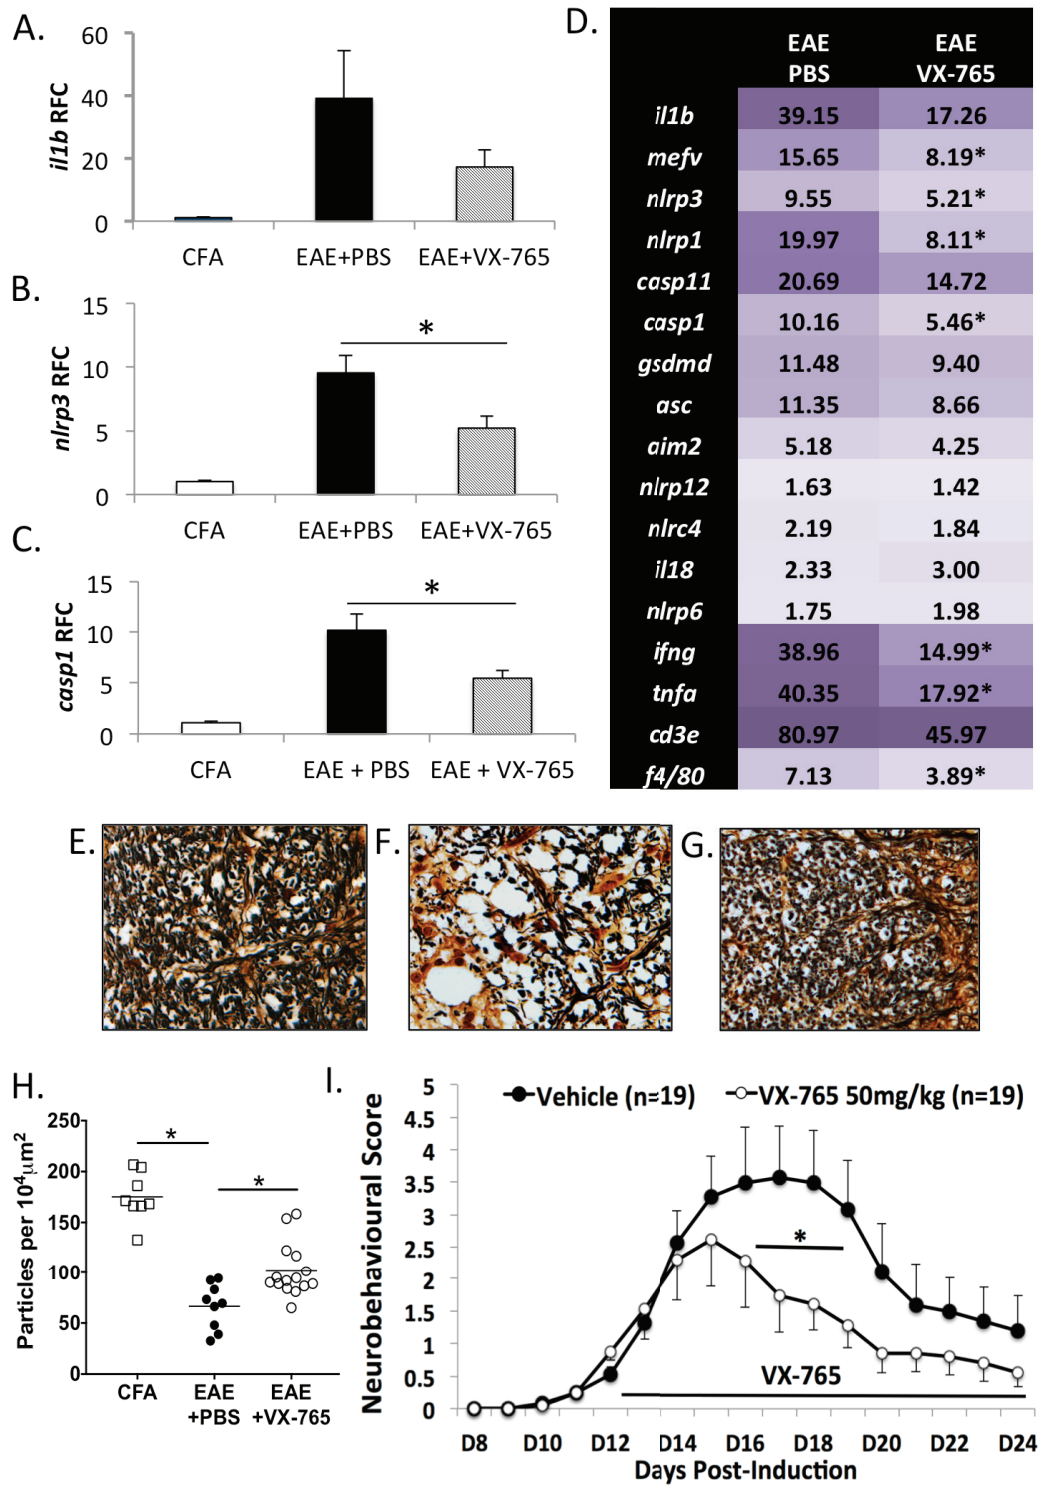 A.
60
40
20
0
il1b RFC
CFA
EAE+PBS
EAE+VX-765
B.
15
*
10
5
0
nlrp3 RFC
CFA
EAE+PBS
EAE+VX-765
C.
15
*
10
5
0
casp1 RFC
CFA
EAE + PBS
EAE + VX-765
D.
EAE PBS
EAE VX-765
il1b 39.15 17.26
mefv 15.65 8.19*
nlrp3 9.55 5.21*
nlrp1 19.97 8.11*
casp11 20.69 14.72
casp1 10.16 5.46*
gsdmd 11.48 9.40
asc 11.35 8.66
aim2 5.18 4.25
nlrp12 1.63 1.42
nlrc4 2.19 1.84
il18 2.33 3.00
nlrp6 1.75 1.98
ifng 38.96 14.99*
tnfa 40.35 17.92*
cd3e 80.97 45.97
f4/80 7.13 3.89*
E.
F.
G.
H.
250
200
150
100
50
0
Particles per 10⁴µm²
*
*
CFA
EAE +PBS
EAE +VX-765
I.
5
4.5
4
3.5
3
2.5
2
1.5
1
0.5
0
Neurobehavioural Score
Vehicle (n=19)
VX-765 50mg/kg (n=19)
*
VX-765
D8 D10 D12 D14 D16 D18 D20 D22 D24
Days Post-Induction